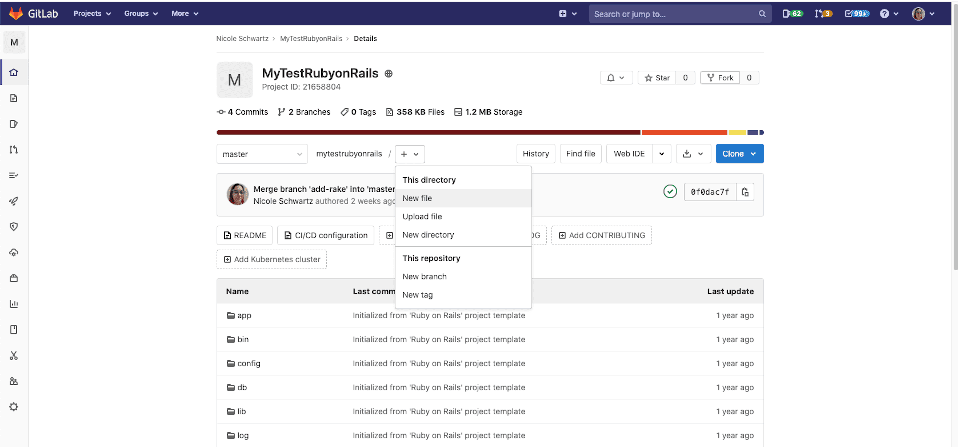 GitLab Projects Groups More Search or jump to... 62 3 99+
M
Nicole Schwartz › MyTestRubyonRails › Details
M
MyTestRubyonRails
Project ID: 21658804
Star 0 Fork 0
4 Commits 2 Branches 0 Tags 358 KB Files 1.2 MB Storage
master mytestrubyonrails / + History Find file Web IDE Clone
This directory
New file
Upload file
New directory
This repository
New branch
New tag
Merge branch 'add-rake' into 'master
Nicole Schwartz authored 2 weeks ago
0f0dac7f
README CI/CD configuration OG Add CONTRIBUTING
Add Kubernetes cluster
Name Last comm Last update
app Initialized from 'Ruby on Rails' project template 1 year ago
bin Initialized from 'Ruby on Rails' project template 1 year ago
config Initialized from 'Ruby on Rails' project template 1 year ago
db Initialized from 'Ruby on Rails' project template 1 year ago
lib Initialized from 'Ruby on Rails' project template 1 year ago
log Initialized from 'Ruby on Rails' project template 1 year ago